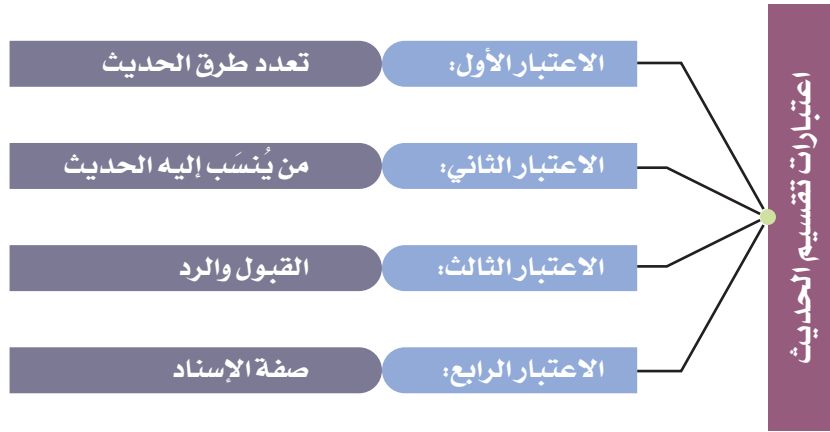 اعتبارات تقسيم الحديث
الاعتبار الأول: تعدد طرق الحديث
الاعتبار الثاني: من يُنسَب إليه الحديث
الاعتبار الثالث: القبول والرد
الاعتبار الرابع: صفة الإسناد